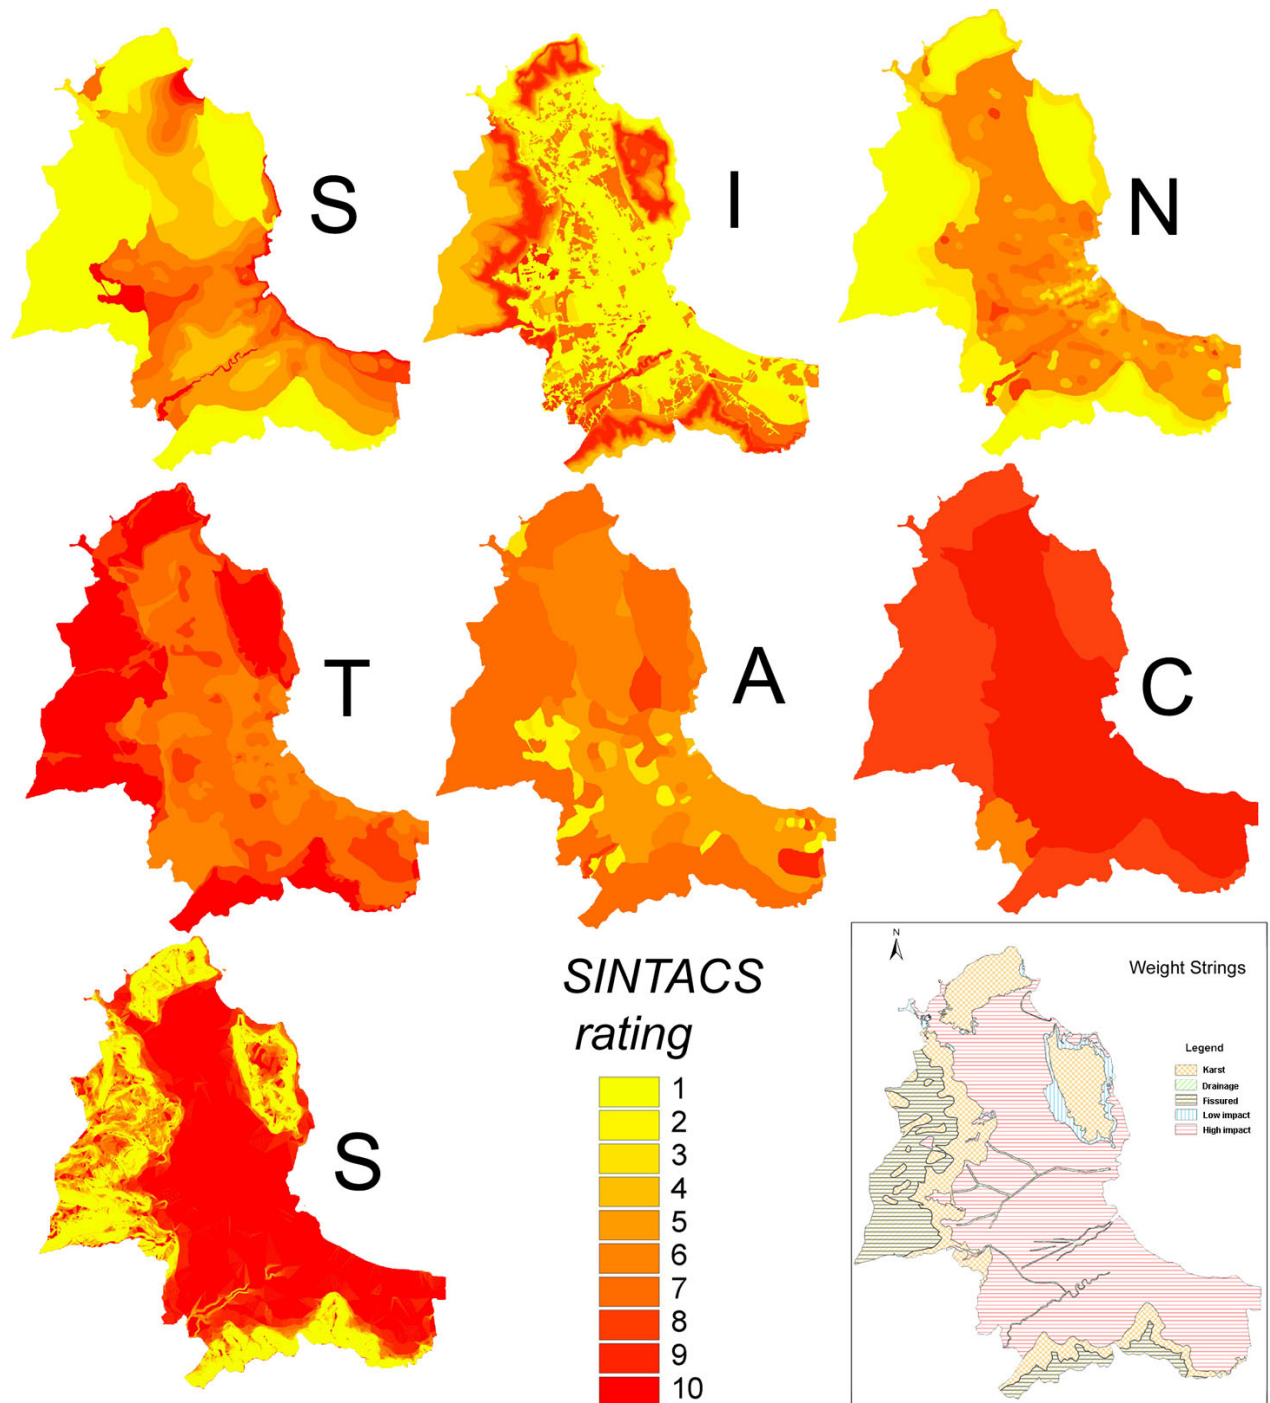 S
I
N
T
A
C
S
SINTACS
rating
1
2
3
4
5
6
7
8
9
10
N
Weight Strings
Legend
Karst
Drainage
Fissured
Low impact
High impact